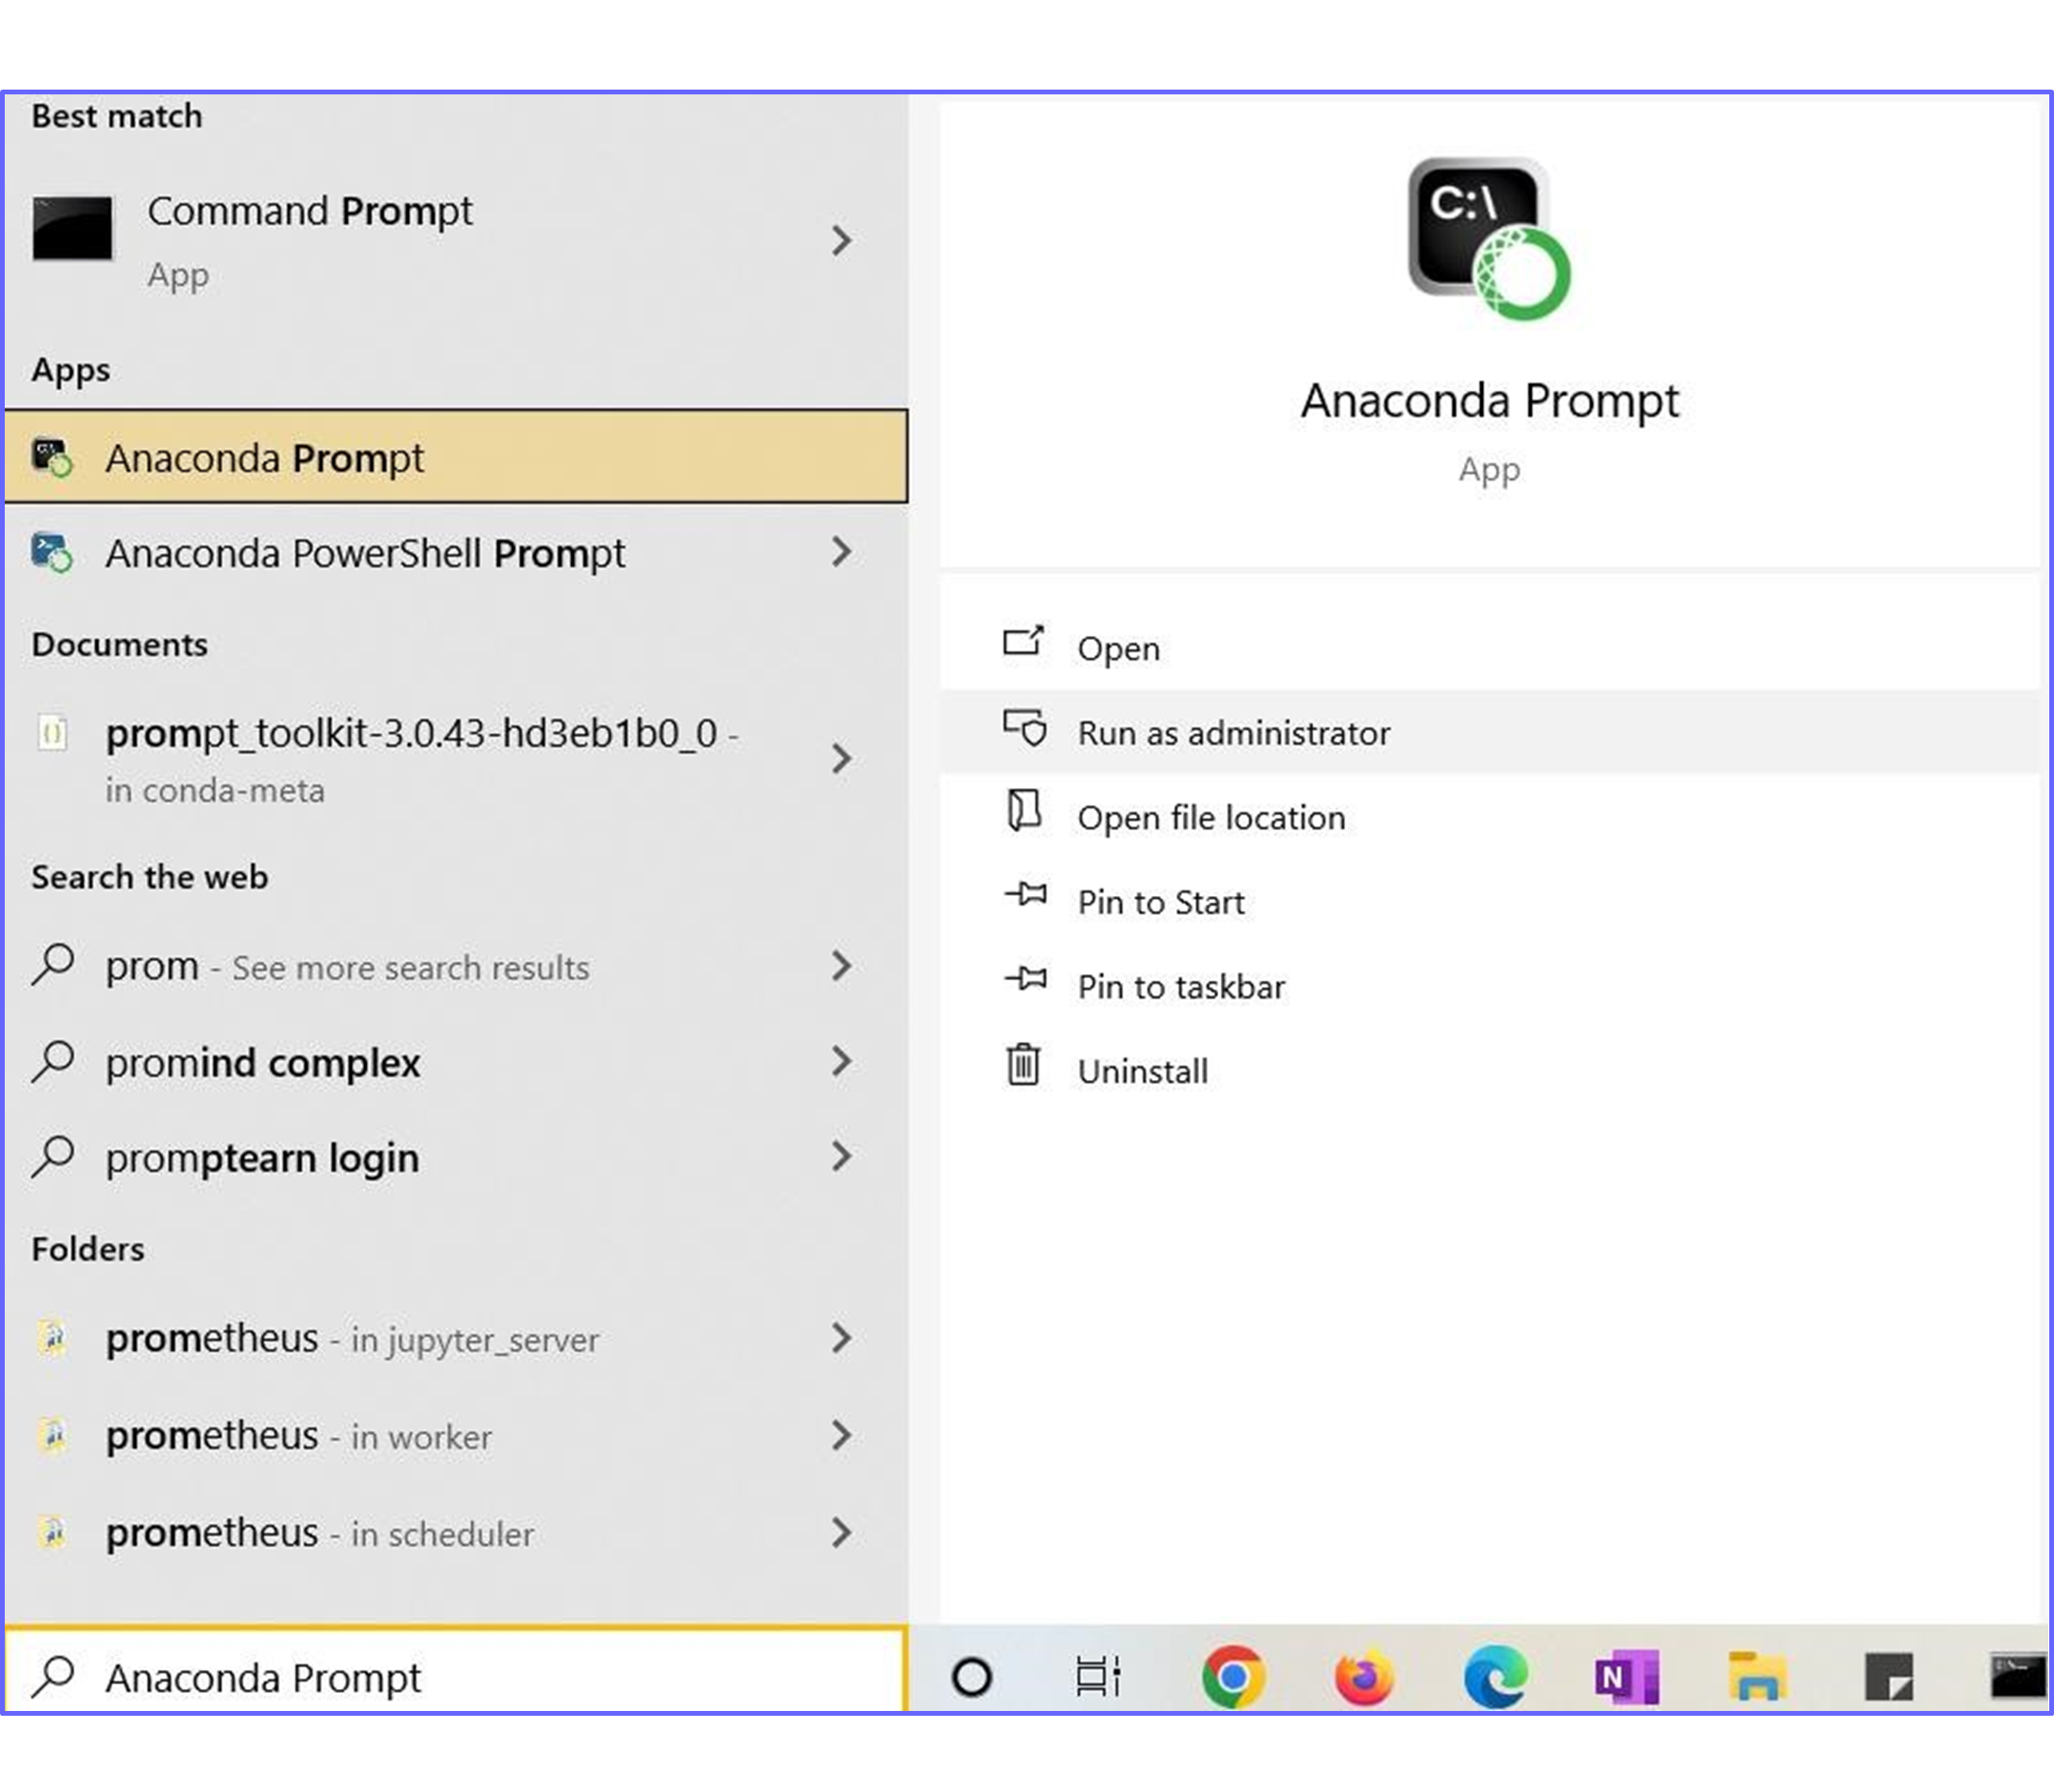 Best match
Command Prompt
App
Apps
Anaconda Prompt
Anaconda PowerShell Prompt
Documents
prompt_toolkit-3.0.43-hd3eb1b0_0 -
in conda-meta
Search the web
prom - See more search results
promind complex
promptearn login
Folders
prometheus - in jupyter_server
prometheus - in worker
prometheus - in scheduler
Anaconda Prompt
C:\
Anaconda Prompt
App
Open
Run as administrator
Open file location
Pin to Start
Pin to taskbar
Uninstall
N